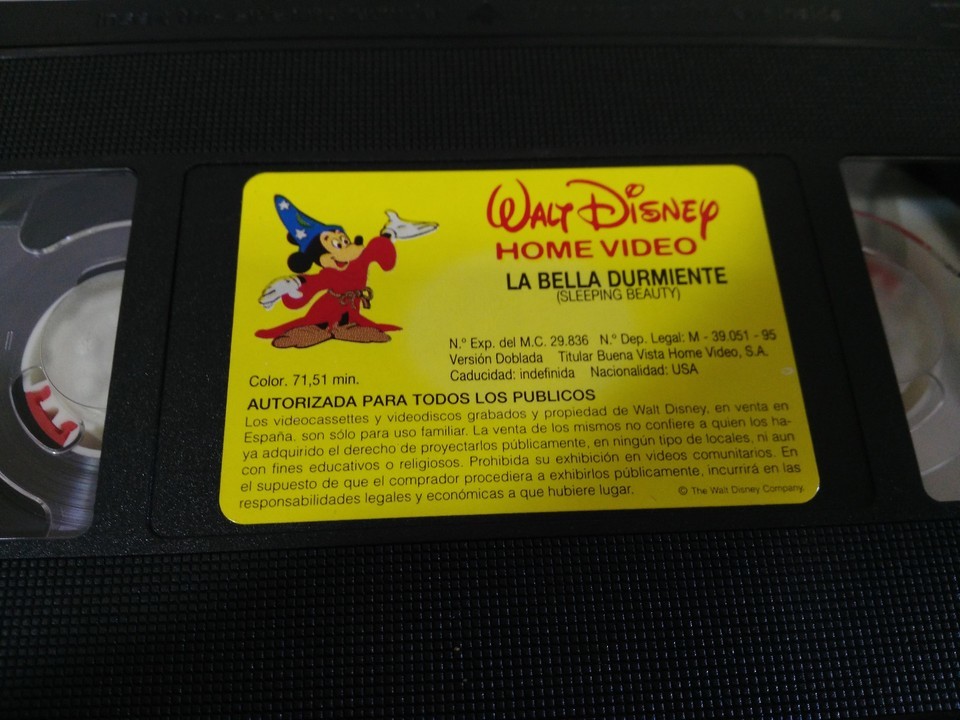 WALT DISNEY
HOME VIDEO
LA BELLA DURMIENTE
(SLEEPING BEAUTY)
N.º Exp. del M.C. 29.836 N.º Dep. Legal: M - 39.051 - 95
Versión Doblada Titular Buena Vista Home Video, S.A.
Caducidad: indefinida Nacionalidad: USA
Color. 71,51 min.
AUTORIZADA PARA TODOS LOS PUBLICOS
Los videocassettes y videodiscos grabados y propiedad de Walt Disney, en venta en
España, son sólo para uso familiar. La venta de los mismos no confiere a quien los ha-
ya adquirido el derecho de proyectarlos públicamente, en ningún tipo de locales, ni aun
con fines educativos o religiosos. Prohibida su exhibición en videos comunitarios. En
el supuesto de que el comprador procediera a exhibirlos públicamente, incurrirá en las
responsabilidades legales y económicas a que hubiere lugar.
© The Walt Disney Company.